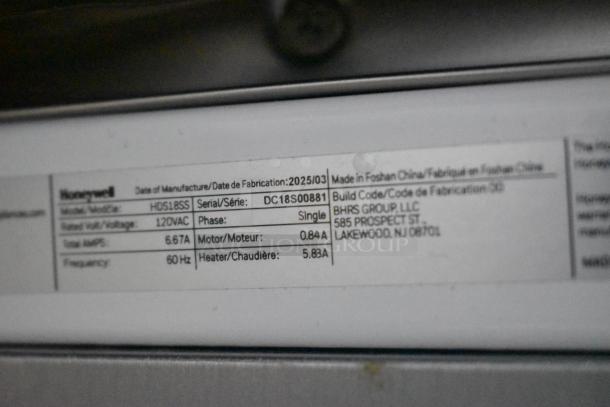 Honeywell Date of Manufacture/Date de Fabrication: 2025/03 Made in Foshan China/Fabriqué en Foshan China
Model/Modèle: HDS18SS Serial/Série: DC18S00881 Build Code/Code de Fabrication 00
Rated Volt/Voltage: 120VAC Phase: Single BHRS GROUP, LLC
585 PROSPECT ST.,
Total AMPS: 6.67A Motor/Moteur: 0.84A LAKEWOOD, NJ 08701
Frequency: 60 Hz Heater/Chaudière: 5.83A
GROUP